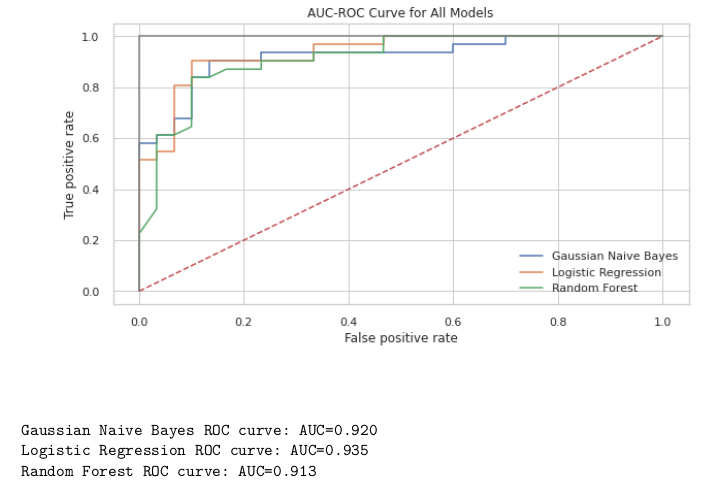 AUC-ROC Curve for All Models
True positive rate
1.0
0.8
0.6
0.4
0.2
0.0
Gaussian Naive Bayes
Logistic Regression
Random Forest
0.0 0.2 0.4 0.6 0.8 1.0
False positive rate
Gaussian Naive Bayes ROC curve: AUC=0.920
Logistic Regression ROC curve: AUC=0.935
Random Forest ROC curve: AUC=0.913